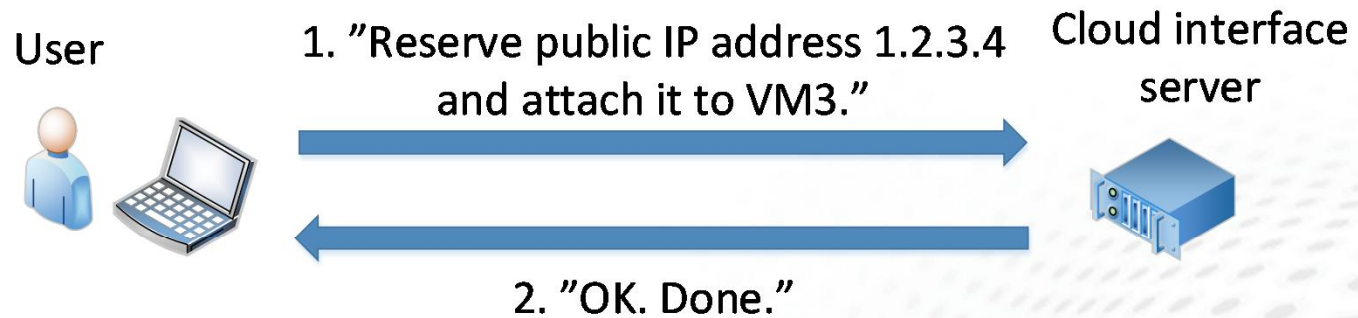 User
1. ”Reserve public IP address 1.2.3.4
and attach it to VM3.”
Cloud interface
server
2. ”OK. Done.”